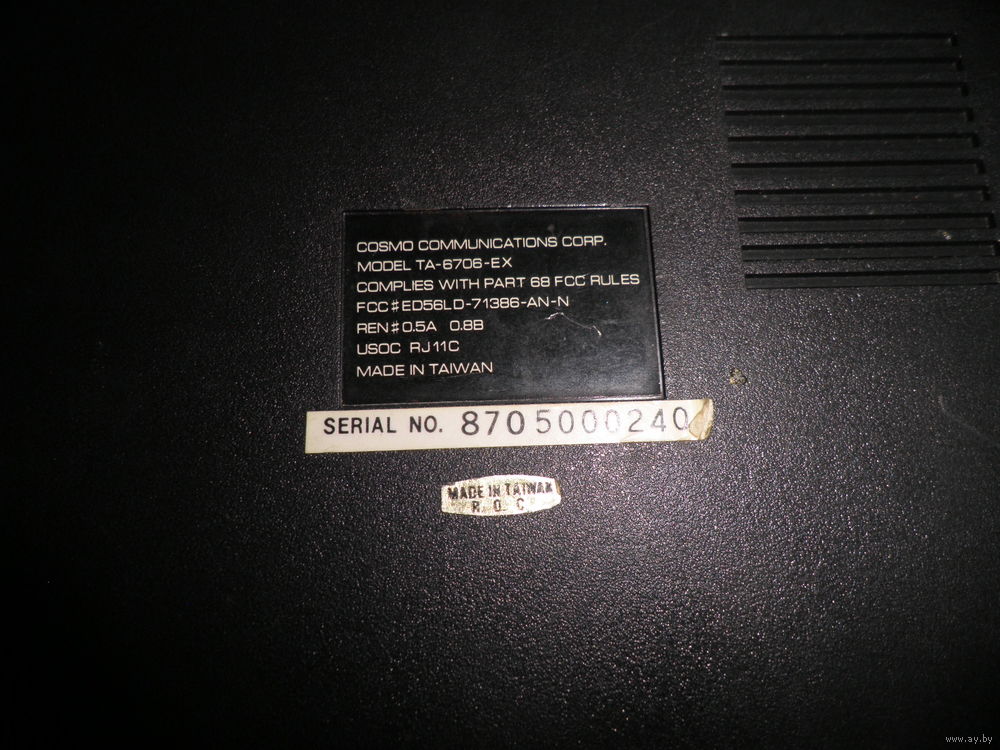 COSMO COMMUNICATIONS CORP.
MODEL TA-6706-EX
COMPLIES WITH PART 68 FCC RULES
FCC#ED56LD-71386-AN-N
REN#0.5A 0.8B
USOC RJ11C
MADE IN TAIWAN
SERIAL NO. 8705000240
MADE IN TAIWAN
R. O. C
www.ay.by